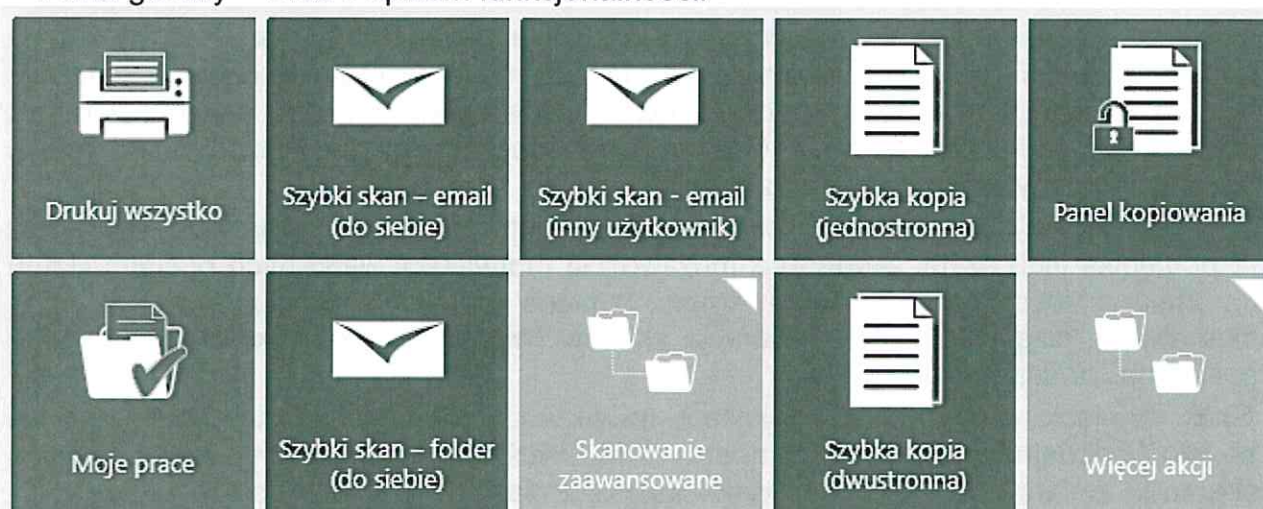 Drukuj wszystko
Szybki skan – email
(do siebie)
Szybki skan - email
(inny użytkownik)
Szybka kopia
(jednostronna)
Panel kopiowania
Moje prace
Szybki skan – folder
(do siebie)
Skanowanie
zaawansowane
Szybka kopia
(dwustronna)
Więcej akcji